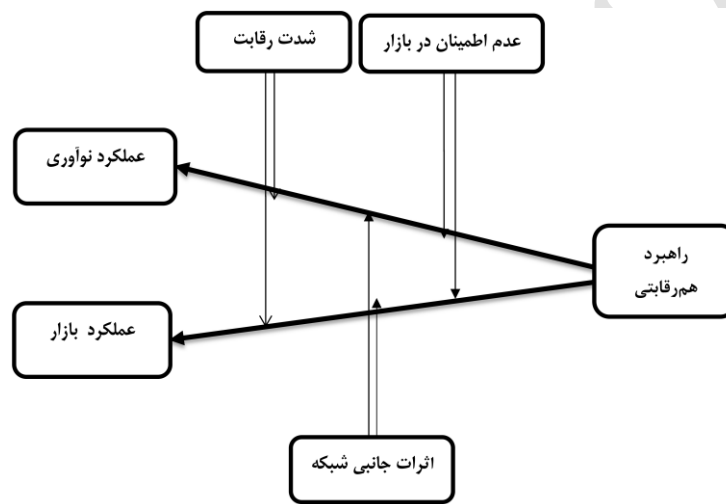 عدم اطمینان در بازار
شدت رقابت
عملکرد نوآوری
راهبرد
هم‌رقابتی
عملکرد بازار
اثرات جانبی شبکه